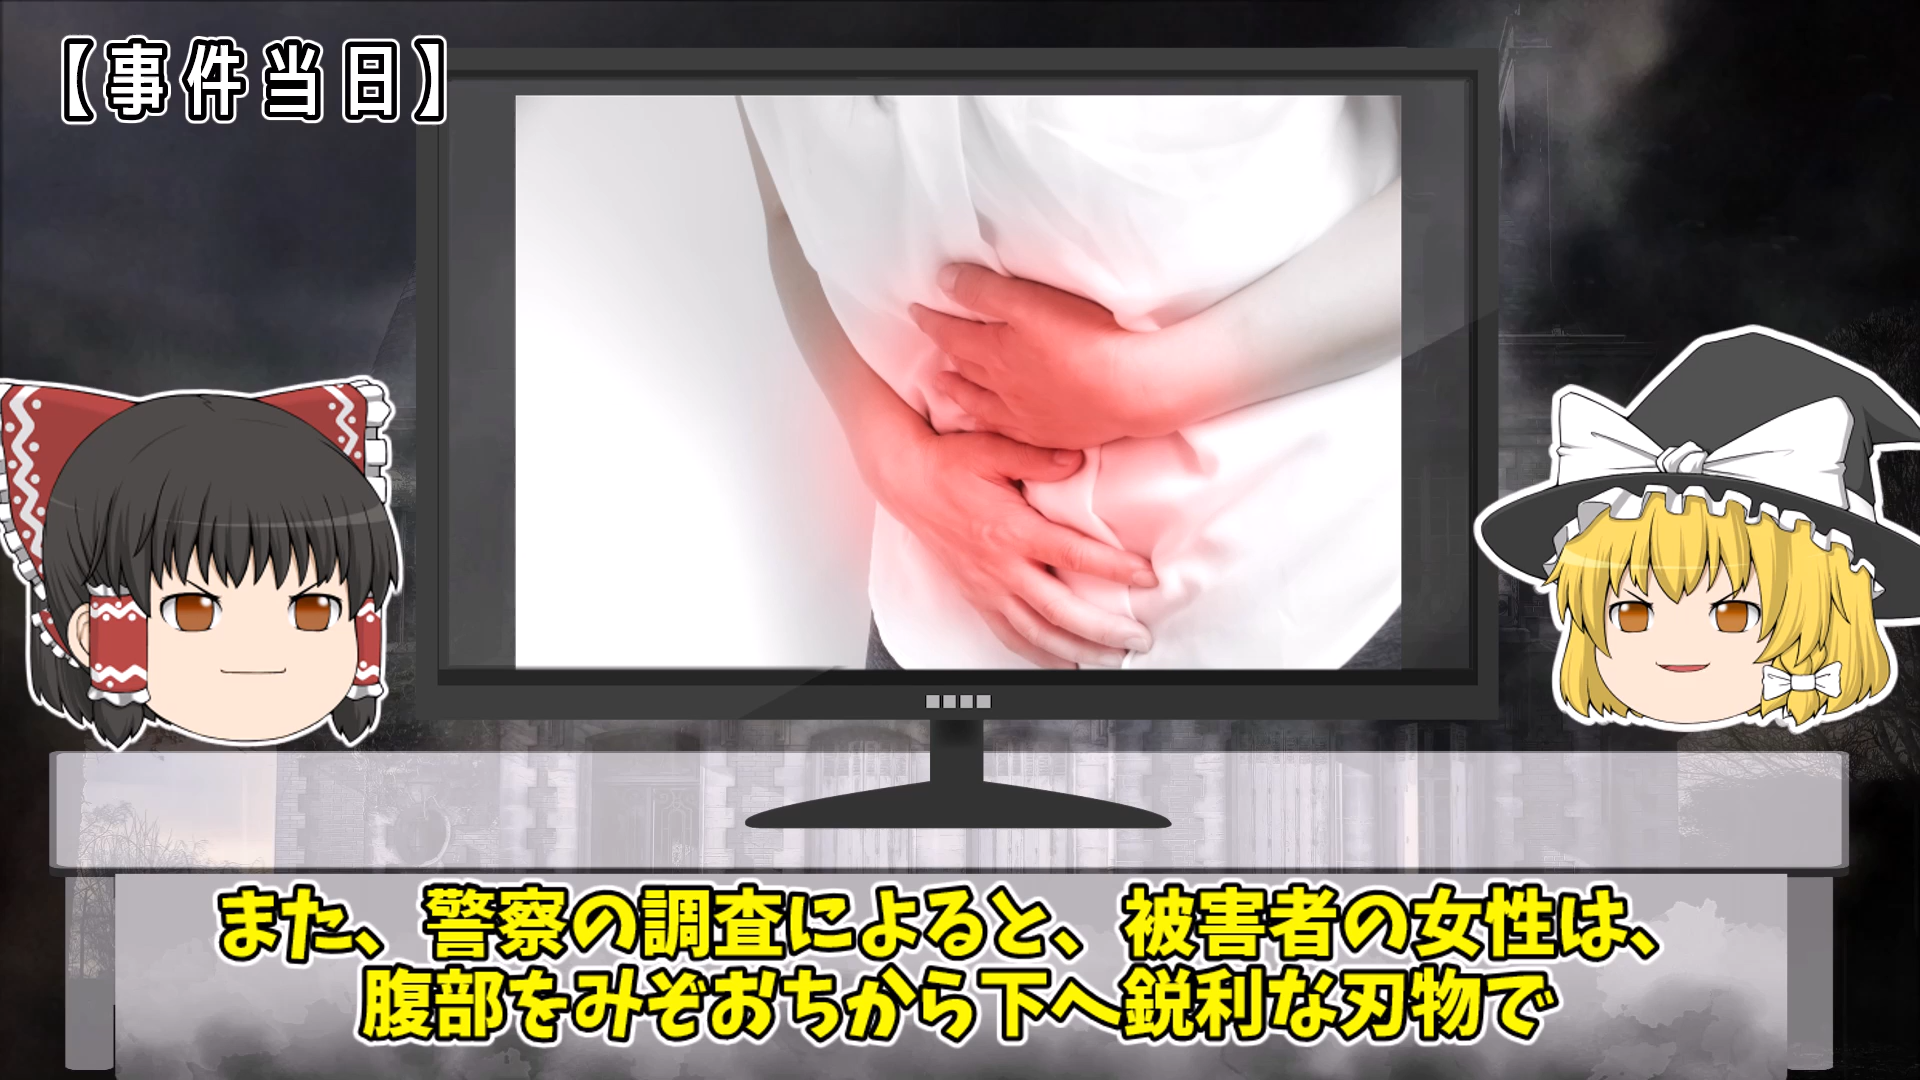 【事件当日】
また、警察の調査によると、被害者の女性は、
腹部をみぞおちから下へ鋭利な刃物で